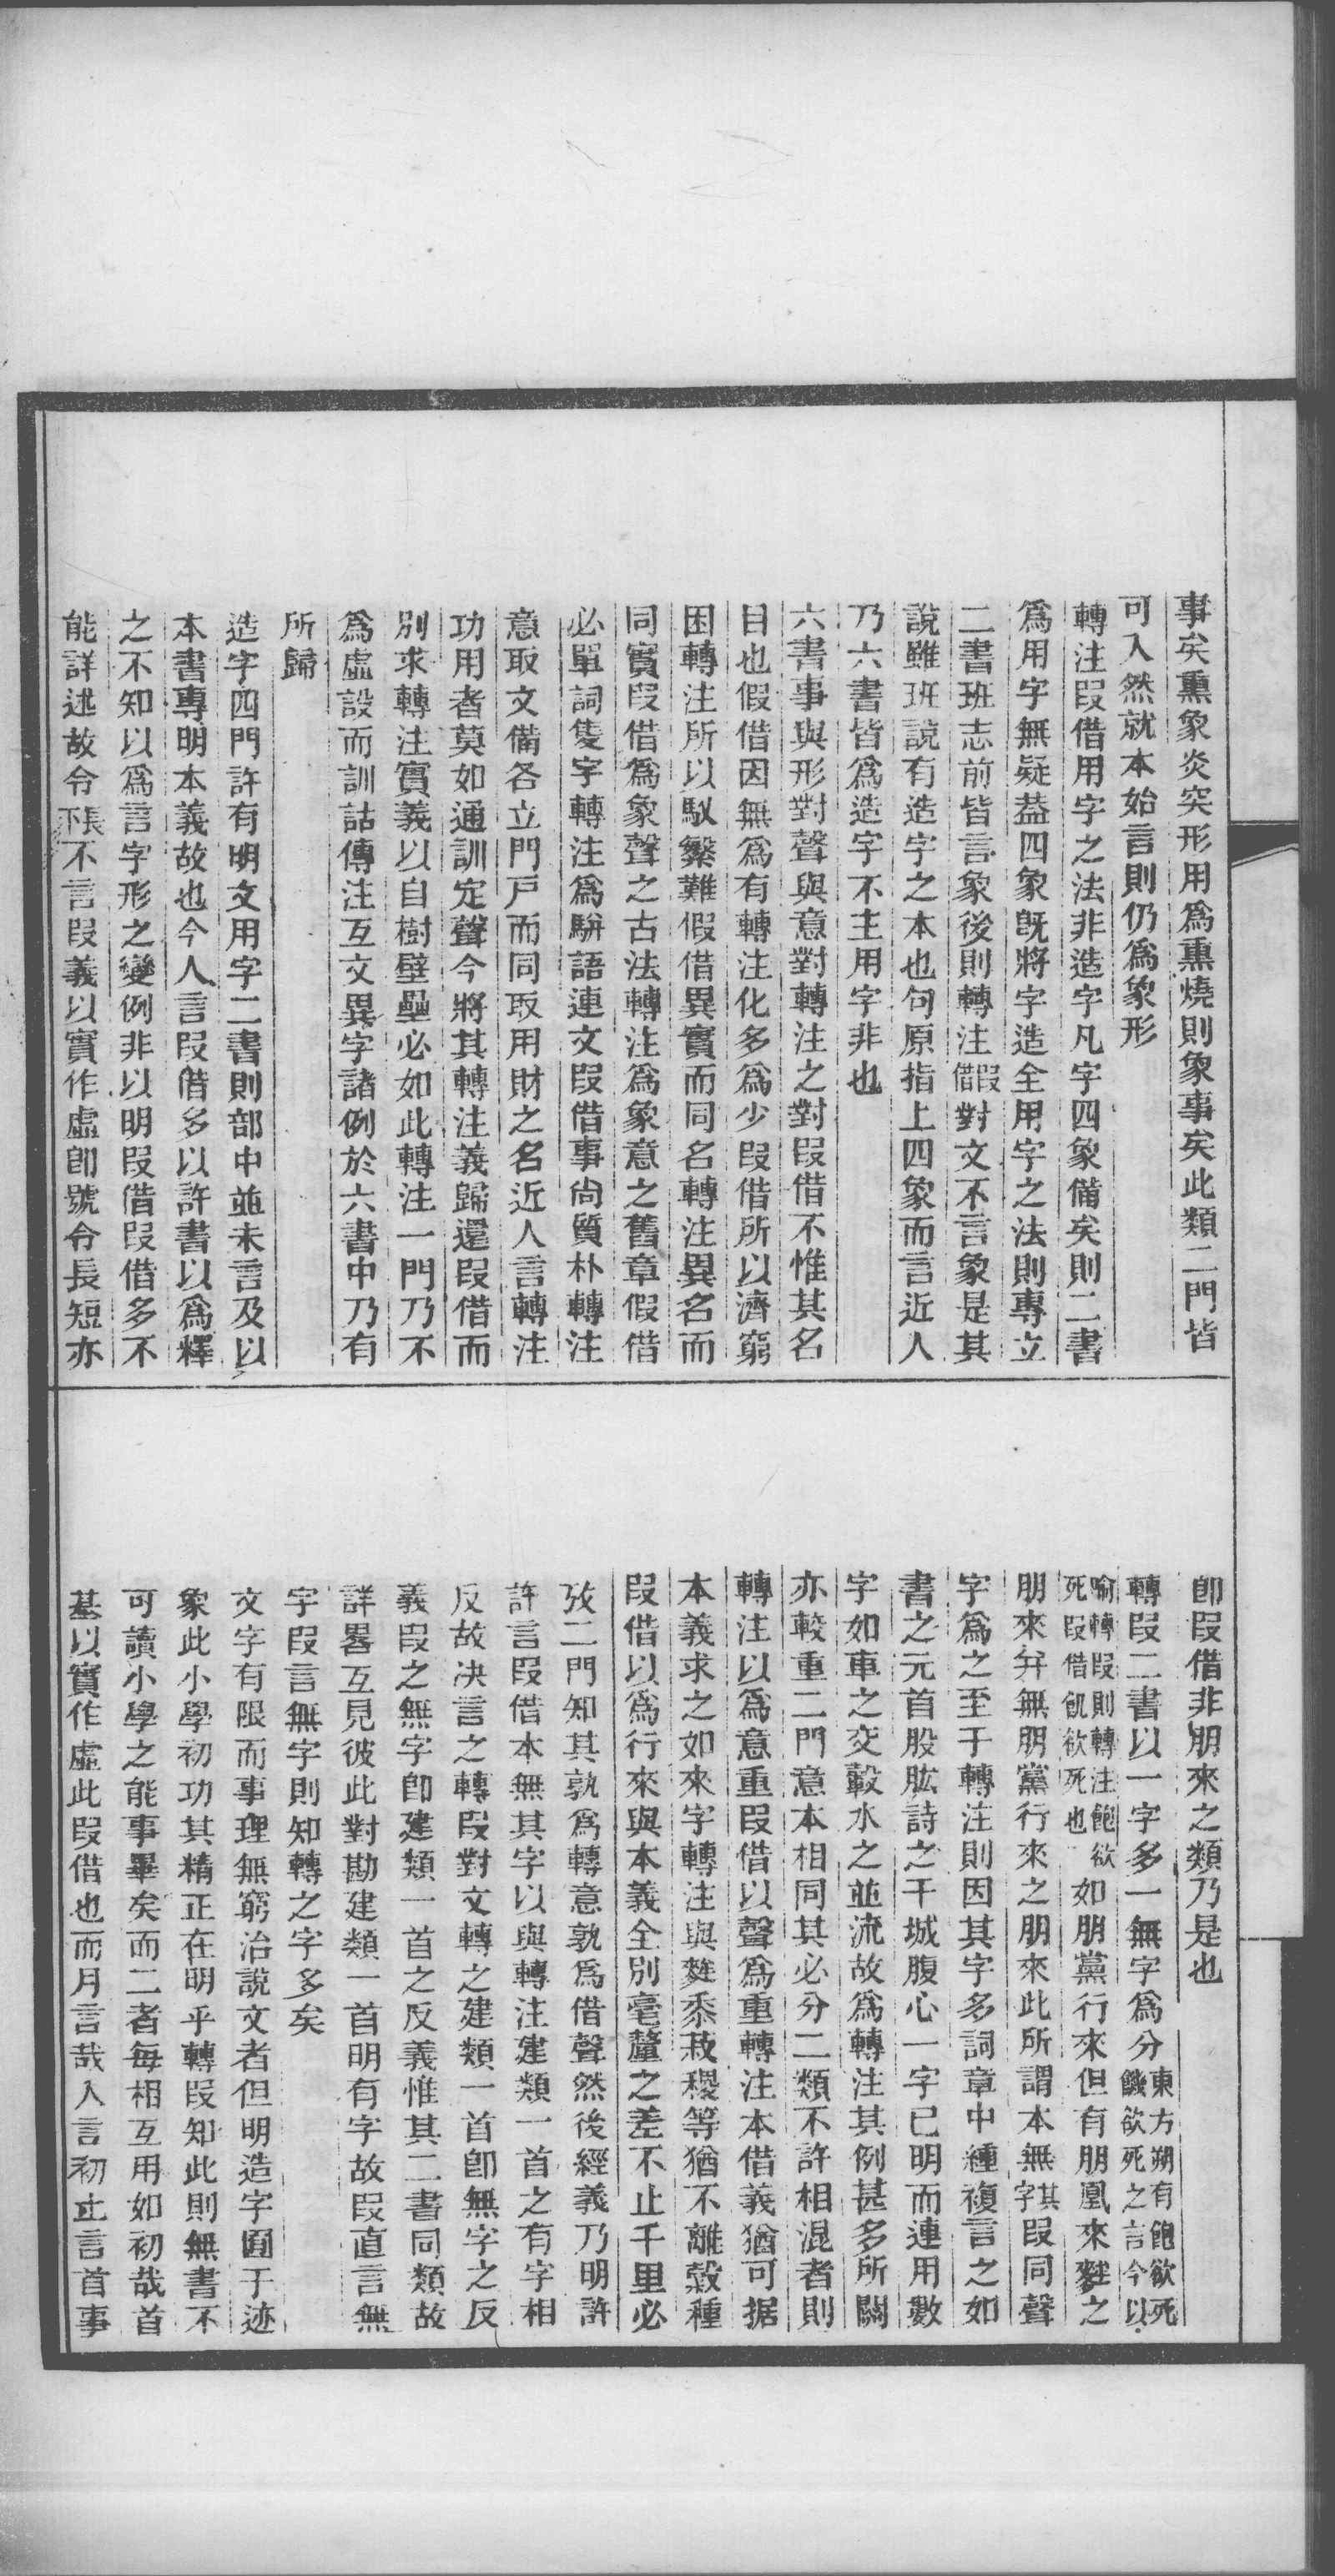 事矣熏象炎突形用為熏燒則象事矣此類二門皆
可入然就本始言則仍為象形
轉注叚借用字之法非造字凡字四象備矣則二書
為用字無疑葢四象旣將字造全用字之法則專立
二書班志前皆言象後則轉注叚借對文不言象是其
說雖班說有造字之本也句原指上四象而言近人
乃六書皆為造字不主用字非也
六書事與形對聲與意對轉注之對叚借不惟其名
目也假借因無為有轉注化多為少叚借所以濟窮
困轉注所以馭繁難假借異實而同名轉注異名而
同實叚借為象聲之古法轉注為象意之舊章假借
必單詞隻字轉注為駢語連文叚借事尙質朴轉注
意取文備各立門戶而同取用財之名近人言轉注
功用者莫如通訓定聲今將其轉注義歸還叚借而
別求轉注實義以自樹壁壘必如此轉注一門乃不
為虛設而訓詁傳注互文異字諸例於六書中乃有
所歸
造字四門許有明文用字二書則部中並未言及以
本書專明本義故也今人言叚借多以許書以為釋
之不知以為言字形之變例非以明叚借叚借多不
能詳述故令長不不言叚義以實作虛卽號令長短亦
卽叚借非朋來之類乃是也
轉叚二書以一字多一無字為分東方朔有飽欲死饑欲死之言今以
喻轉叚則轉注飽欲死叚借飢欲死也如朋黨行來但有朋凰來麰之
朋來幷無朋黨行來之朋來此所謂本無其字叚同聲
字為之至于轉注則因其字多詞章中緟複言之如
書之元首股肱詩之干城腹心一字已明而連用數
字如車之交轂水之並流故為轉注其例甚多所關
亦較重二門意本相同其必分二類不許相混者則
轉注以為意重叚借以聲為重轉注本借義猶可据
本義求之如來字轉注與麰黍菽稷等猶不離穀種
叚借以為行來與本義全別毫釐之差不止千里必
攷二門知其孰為轉意孰為借聲然後經義乃明許
許言叚借本無其字以與轉注建類一首之有字相
反故決言之轉叚對文轉之建類一首卽無字之反
義叚之無字卽建類一首之反義惟其二書同類故
詳畧互見彼此對勘建類一首明有字故叚直言無
字叚言無字則知轉之字多矣
文字有限而事理無窮治說文者但明造字囿于迹
象此小學初功其精正在明乎轉叚知此則無書不
可讀小學之能事畢矣而二者每相互用如初哉首
基以實作虛此叚借也而月言哉人言初止言首事